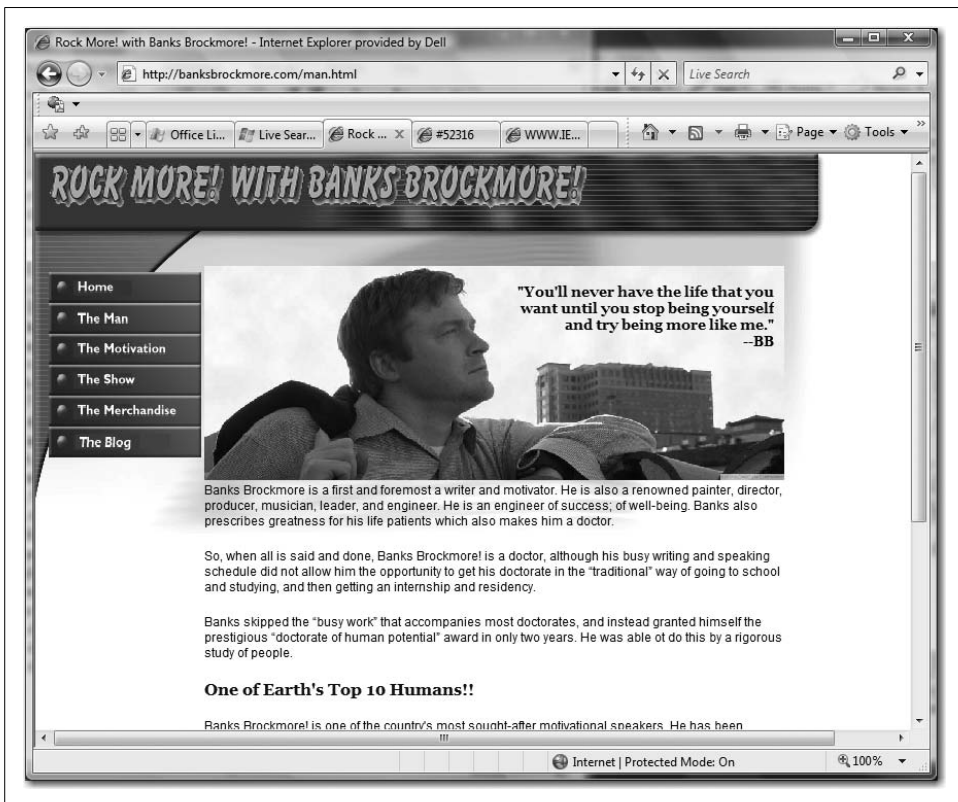 Rock More! with Banks Brockmore! - Internet Explorer provided by Dell
http://banksbrockmore.com/man.html
Live Search
Office Li...
Live Sear...
Rock ...
#52316
WWW.IE...
Page
Tools
ROCK MORE! WITH BANKS BROCKMORE!
Home
The Man
The Motivation
The Show
The Merchandise
The Blog
"You'll never have the life that you
want until you stop being yourself
and try being more like me."
--BB
Banks Brockmore is a first and foremost a writer and motivator. He is also a renowned painter, director,
producer, musician, leader, and engineer. He is an engineer of success; of well-being. Banks also
prescribes greatness for his life patients which also makes him a doctor.
So, when all is said and done, Banks Brockmore! is a doctor, although his busy writing and speaking
schedule did not allow him the opportunity to get his doctorate in the “traditional” way of going to school
and studying, and then getting an internship and residency.
Banks skipped the “busy work” that accompanies most doctorates, and instead granted himself the
prestigious “doctorate of human potential” award in only two years. He was able ot do this by a rigorous
study of people.
One of Earth's Top 10 Humans!!
Banks Brockmore! is one of the country's most sought-after motivational speakers. He has been
Internet | Protected Mode: On
100%